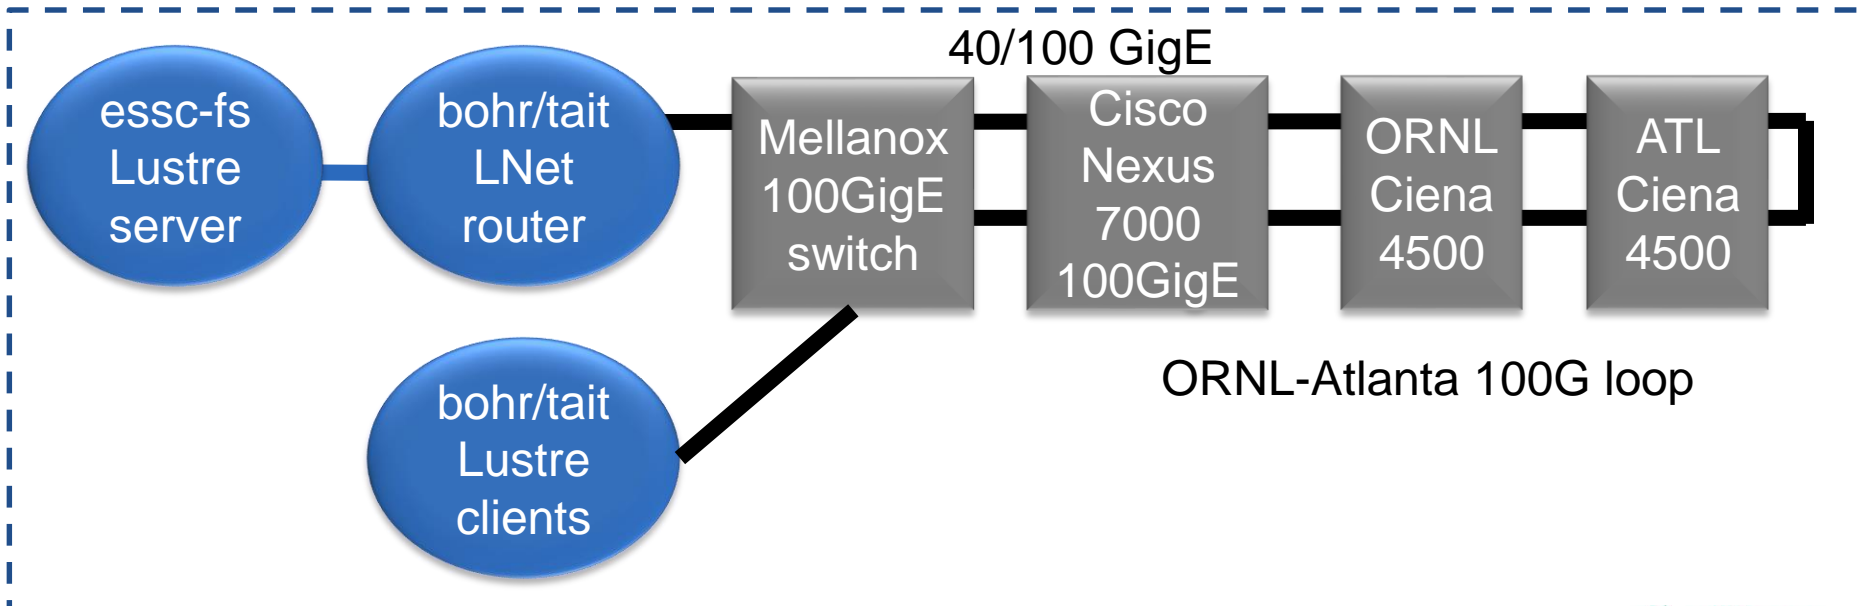 40/100 GigE
essc-fs
Lustre
server
bohr/tait
LNet
router
Mellanox
100GigE
switch
Cisco
Nexus
7000
100GigE
ORNL
Ciena
4500
ATL
Ciena
4500
ORNL-Atlanta 100G loop
bohr/tait
Lustre
clients